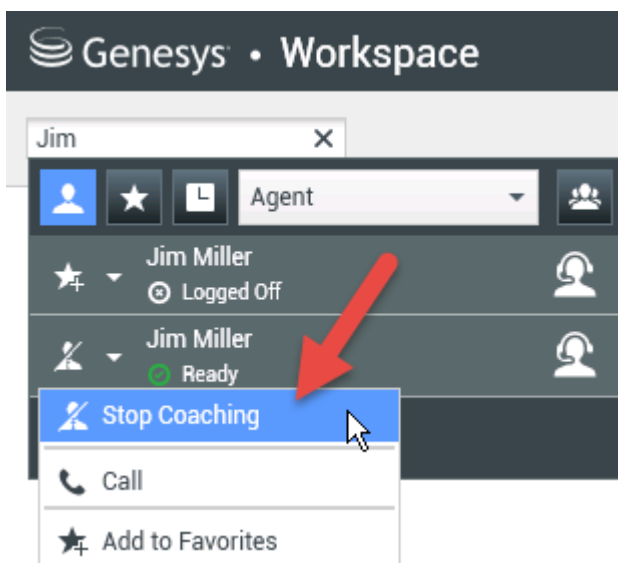 Genesys • Workspace
Jim
Agent
Jim Miller
Logged Off
Jim Miller
Ready
Stop Coaching
Call
Add to Favorites